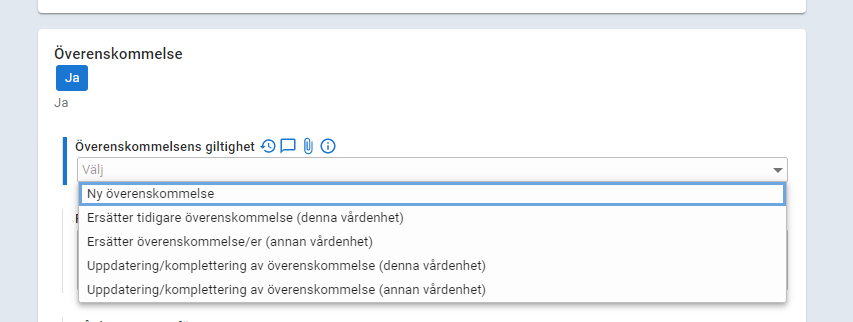 Överenskommelse
Ja
Ja
Överenskommelsens giltighet
Välj
Ny överenskommelse
Ersätter tidigare överenskommelse (denna vårdenhet)
Ersätter överenskommelse/er (annan vårdenhet)
Uppdatering/komplettering av överenskommelse (denna vårdenhet)
Uppdatering/komplettering av överenskommelse (annan vårdenhet)